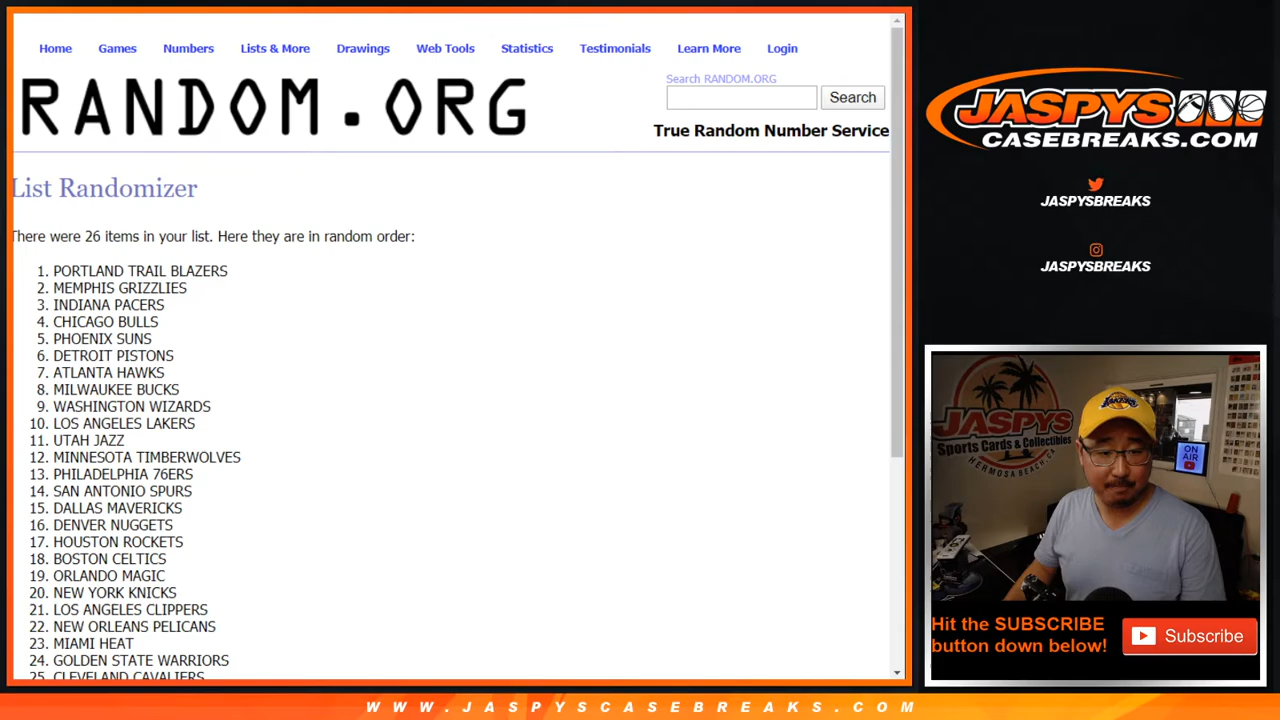 Home Games Numbers Lists & More Drawings Web Tools Statistics Testimonials Learn More Login
RANDOM.ORG
Search RANDOM.ORG
Search
True Random Number Service
List Randomizer
There were 26 items in your list. Here they are in random order:
1. PORTLAND TRAIL BLAZERS
2. MEMPHIS GRIZZLIES
3. INDIANA PACERS
4. CHICAGO BULLS
5. PHOENIX SUNS
6. DETROIT PISTONS
7. ATLANTA HAWKS
8. MILWAUKEE BUCKS
9. WASHINGTON WIZARDS
10. LOS ANGELES LAKERS
11. UTAH JAZZ
12. MINNESOTA TIMBERWOLVES
13. PHILADELPHIA 76ERS
14. SAN ANTONIO SPURS
15. DALLAS MAVERICKS
16. DENVER NUGGETS
17. HOUSTON ROCKETS
18. BOSTON CELTICS
19. ORLANDO MAGIC
20. NEW YORK KNICKS
21. LOS ANGELES CLIPPERS
22. NEW ORLEANS PELICANS
23. MIAMI HEAT
24. GOLDEN STATE WARRIORS
25. CLEVELAND CAVALIERS
JASPYS
CASEBREAKS.COM
JASPYSBREAKS
JASPYSBREAKS
JASPYS
Sports Cards & Collectibles
HERMOSA BEACH, CA
LAKERS
ON AIR
Hit the SUBSCRIBE
button down below!
Subscribe
WWW.JASPYSCASEBREAKS.COM